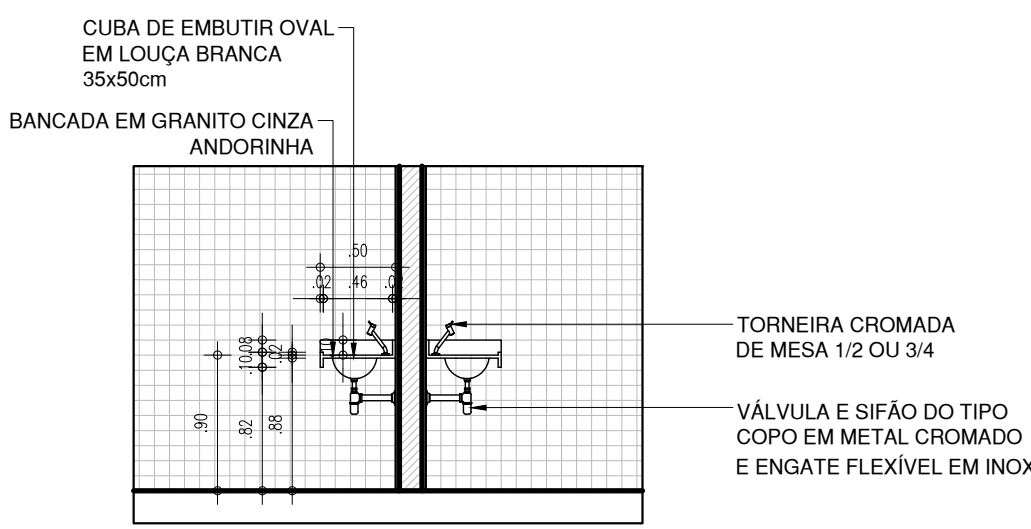 CUBA DE EMBUTIR OVAL
EM LOUÇA BRANCA
35x50cm
BANCADA EM GRANITO CINZA
ANDORINHA
.50
.02 .46
.10 .08
.02
.90
.82
.88
TORNEIRA CROMADA
DE MESA 1/2 OU 3/4
VÁLVULA E SIFÃO DO TIPO
COPO EM METAL CROMADO
E ENGATE FLEXÍVEL EM INOX